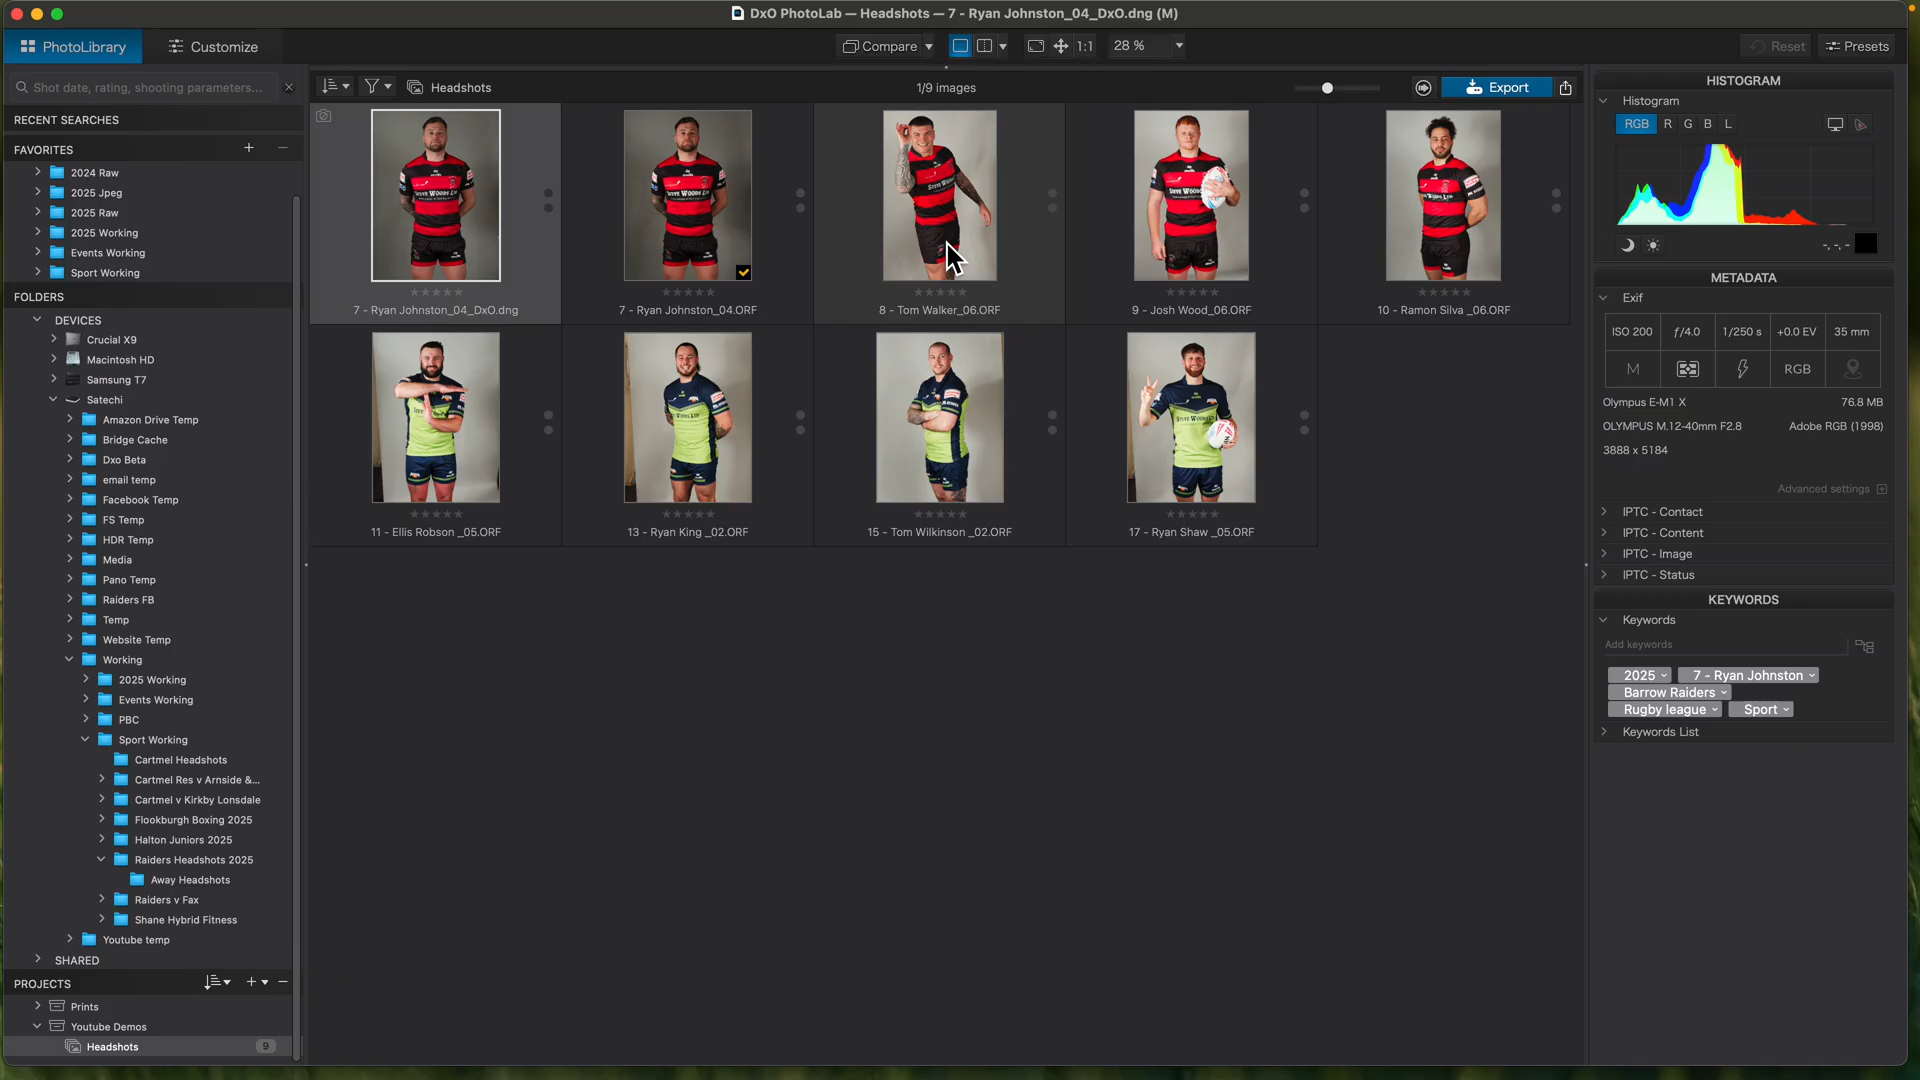 DxO PhotoLab — Headshots — 7 - Ryan Johnston_04_DxO.dng (M)
PhotoLibrary
Customize
Compare
1:1
28 %
Reset
Presets
Shot date, rating, shooting parameters...
RECENT SEARCHES
FAVORITES
2024 Raw
2025 Jpeg
2025 Raw
2025 Working
Events Working
Sport Working
FOLDERS
DEVICES
Crucial X9
Macintosh HD
Samsung T7
Satechi
Amazon Drive Temp
Bridge Cache
Dxo Beta
email temp
Facebook Temp
FS Temp
HDR Temp
Media
Pano Temp
Raiders FB
Temp
Website Temp
Working
2025 Working
Events Working
PBC
Sport Working
Cartmel Headshots
Cartmel Res v Arnside &...
Cartmel v Kirkby Lonsdale
Flookburgh Boxing 2025
Halton Juniors 2025
Raiders Headshots 2025
Away Headshots
Raiders v Fax
Shane Hybrid Fitness
Youtube temp
SHARED
PROJECTS
Prints
Youtube Demos
Headshots 9
Headshots
1/9 images
Export
STEVE WOODS LTD
7 - Ryan Johnston_04_DxO.dng
7 - Ryan Johnston_04.ORF
8 - Tom Walker_06.ORF
9 - Josh Wood_06.ORF
10 - Ramon Silva _06.ORF
11 - Ellis Robson _05.ORF
13 - Ryan King _02.ORF
15 - Tom Wilkinson _02.ORF
17 - Ryan Shaw _05.ORF
HISTOGRAM
Histogram
RGB R G B L
-, -, -
METADATA
Exif
ISO 200 ƒ/4.0 1/250 s +0.0 EV 35 mm
M RGB
Olympus E-M1 X 76.8 MB
OLYMPUS M.12-40mm F2.8 Adobe RGB (1998)
3888 x 5184
Advanced settings
IPTC - Contact
IPTC - Content
IPTC - Image
IPTC - Status
KEYWORDS
Keywords
Add keywords
2025 7 - Ryan Johnston
Barrow Raiders
Rugby league Sport
Keywords List